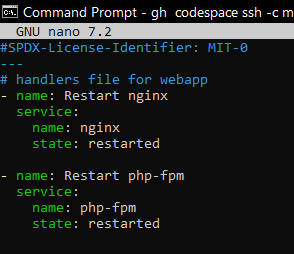 Command Prompt - gh codespace ssh -c m
GNU nano 7.2
#SPDX-License-Identifier: MIT-0
---
# handlers file for webapp
- name: Restart nginx
  service:
    name: nginx
    state: restarted

- name: Restart php-fpm
  service:
    name: php-fpm
    state: restarted